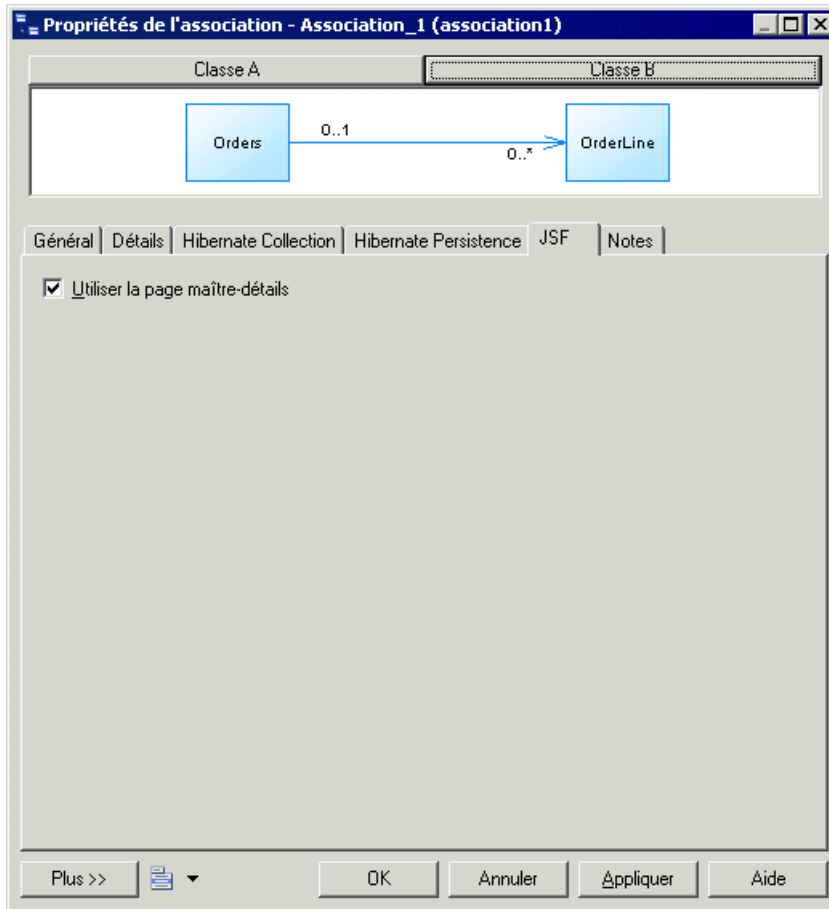 Propriétés de l'association - Association_1 (association1)
Classe A Classe B
Orders 0..1 0..* OrderLine
Général Détails Hibernate Collection Hibernate Persistence JSF Notes
Utiliser la page maître-détails
Plus >> OK Annuler Appliquer Aide